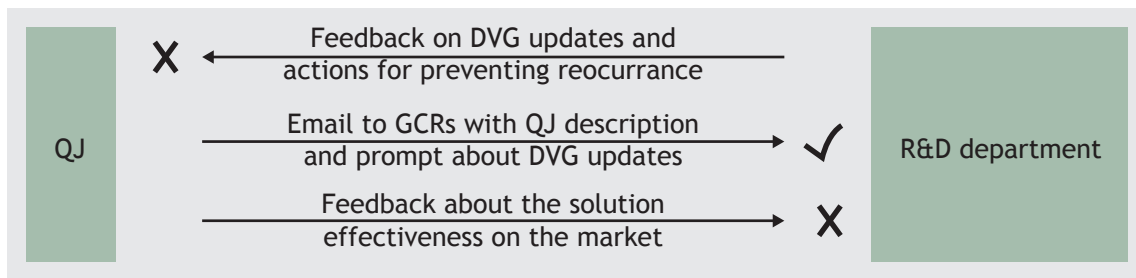 QJ
Feedback on DVG updates and
actions for preventing reocurrance
Email to GCRs with QJ description
and prompt about DVG updates
Feedback about the solution
effectiveness on the market
R&D department